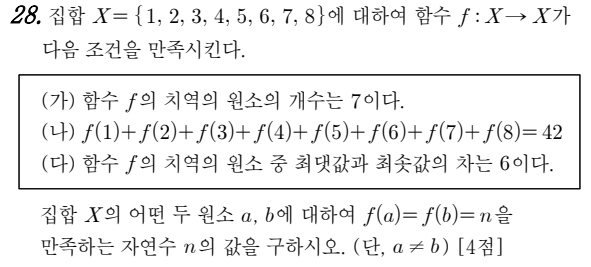 28. 집합 X={1, 2, 3, 4, 5, 6, 7, 8}에 대하여 함수 f : X→X가
다음 조건을 만족시킨다.
(가) 함수 f의 치역의 원소의 개수는 7이다.
(나) f(1)+f(2)+f(3)+f(4)+f(5)+f(6)+f(7)+f(8)=42
(다) 함수 f의 치역의 원소 중 최댓값과 최솟값의 차는 6이다.
집합 X의 어떤 두 원소 a, b에 대하여 f(a)=f(b)=n을
만족하는 자연수 n의 값을 구하시오. (단, a≠b) [4점]